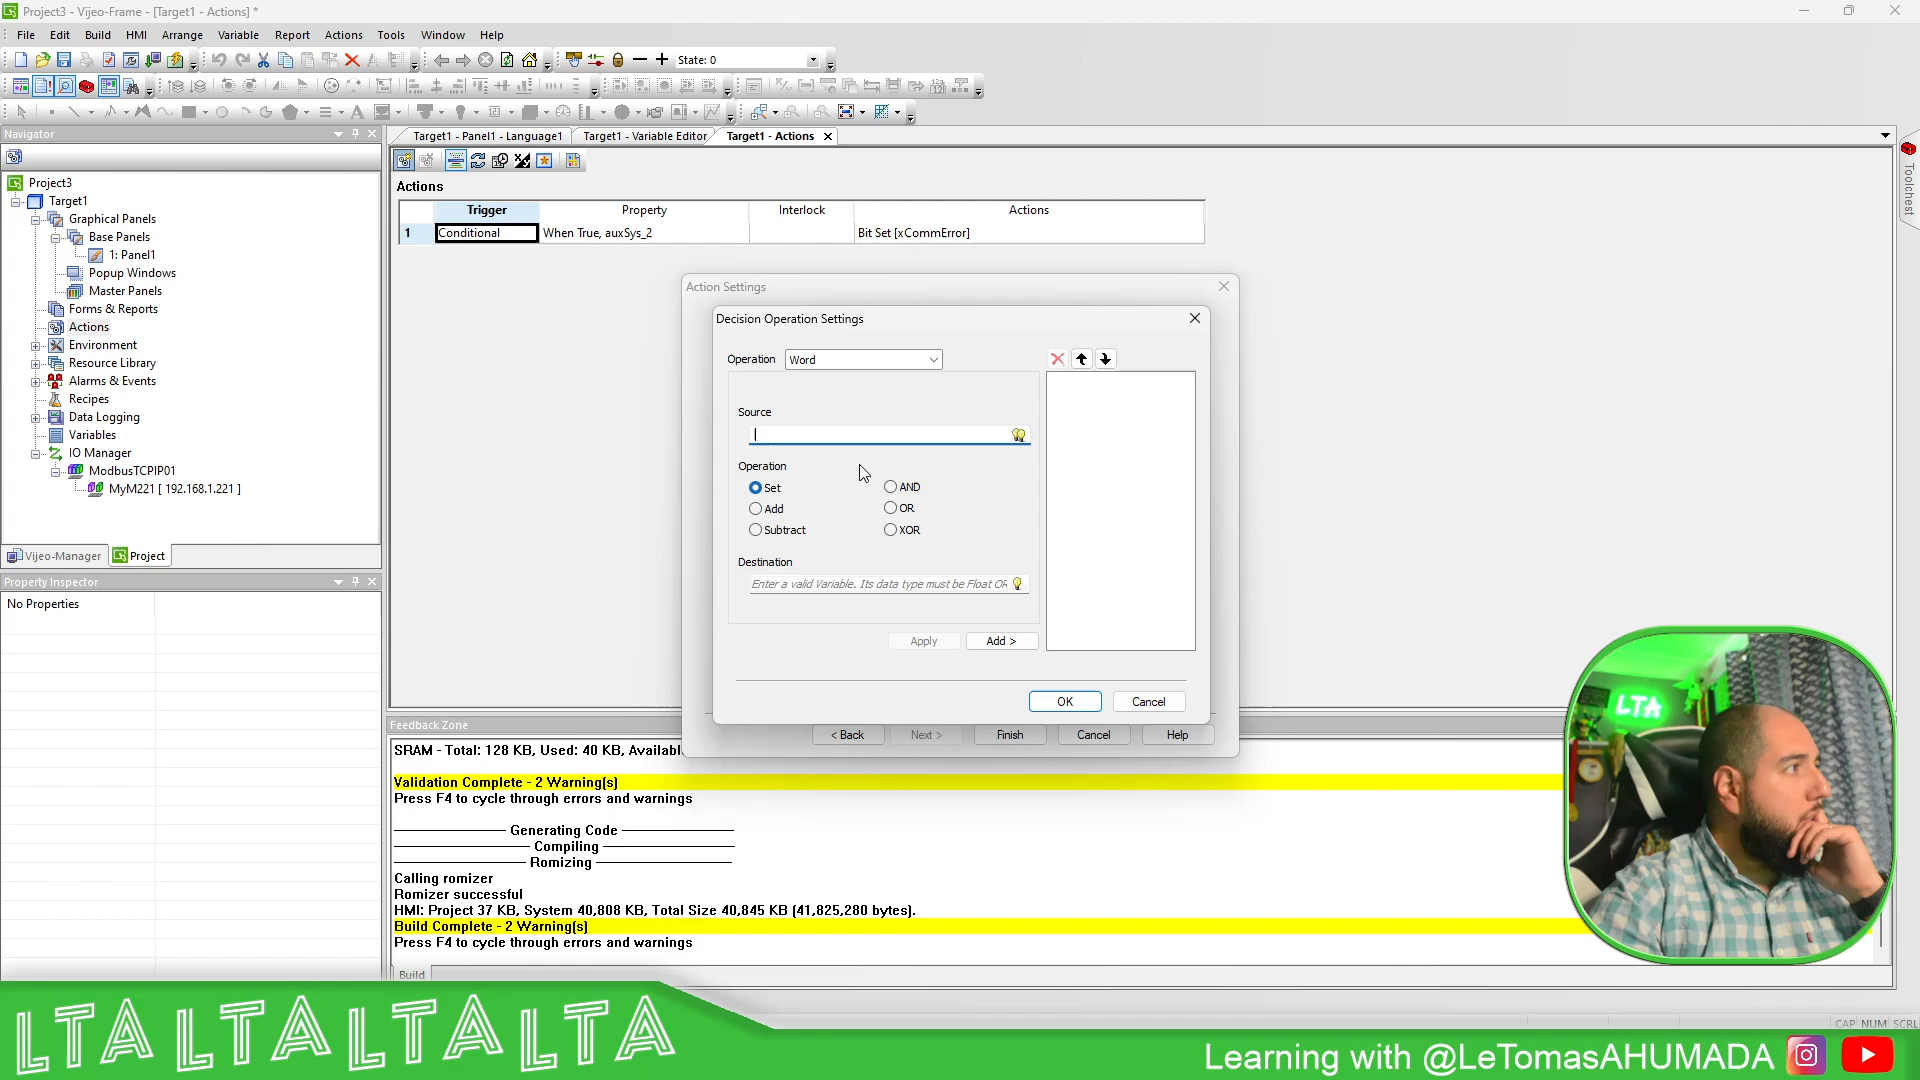 Project3 - Vijeo-Frame - [Target1 - Actions] *
File Edit Build HMI Arrange Variable Report Actions Tools Window Help
State: 0
Navigator
Target1 - Panel1 - Language1
Target1 - Variable Editor
Target1 - Actions
Toolchest
Project3
Target1
Graphical Panels
Base Panels
1: Panel1
Popup Windows
Master Panels
Forms & Reports
Actions
Environment
Resource Library
Alarms & Events
Recipes
Data Logging
Variables
IO Manager
ModbusTCPIP01
MyM221 [ 192.168.1.221 ]
Vijeo-Manager
Project
Property Inspector
No Properties
Actions
Trigger Property Interlock Actions
1 Conditional When True, auxSys_2 Bit Set [xCommError]
Action Settings
Decision Operation Settings
Operation Word
Source
Operation
Set AND
Add OR
Subtract XOR
Destination
Enter a valid Variable. Its data type must be Float OR
Apply Add >
OK Cancel
< Back Next > Finish Cancel Help
Feedback Zone
SRAM - Total: 128 KB, Used: 40 KB, Availabl
Validation Complete - 2 Warning(s)
Press F4 to cycle through errors and warnings
Generating Code
Compiling
Romizing
Calling romizer
Romizer successful
HMI: Project 37 KB, System 40,808 KB, Total Size 40,845 KB (41,825,280 bytes).
Build Complete - 2 Warning(s)
Press F4 to cycle through errors and warnings
Build
CAP NUM SCRL
LTA
LTALTALTALTA
Learning with @LeTomasAHUMADA